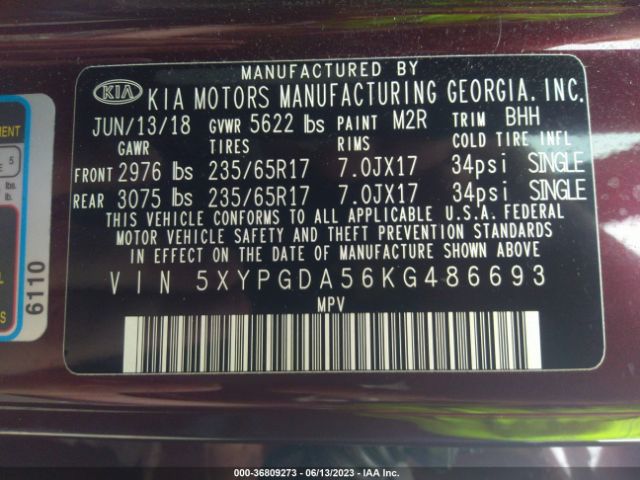 MANUFACTURED BY
KIA KIA MOTORS MANUFACTURING GEORGIA. INC.
JUN/13/18 GVWR 5622 lbs PAINT M2R TRIM BHH
GAWR TIRES RIMS COLD TIRE INFL
FRONT 2976 lbs 235/65R17 7.0JX17 34psi SINGLE
REAR 3075 lbs 235/65R17 7.0JX17 34psi SINGLE
THIS VEHICLE CONFORMS TO ALL APPLICABLE U.S.A. FEDERAL
MOTOR VEHICLE SAFETY AND THEFT PREVENTION STANDARDS
IN EFFECT ON THE DATE OF MANUFACTURE SHOWN ABOVE.
VIN 5XYPGDA56KG486693
MPV
5
lbs.
6110
000-36809273 - 06/13/2023 - IAA Inc.